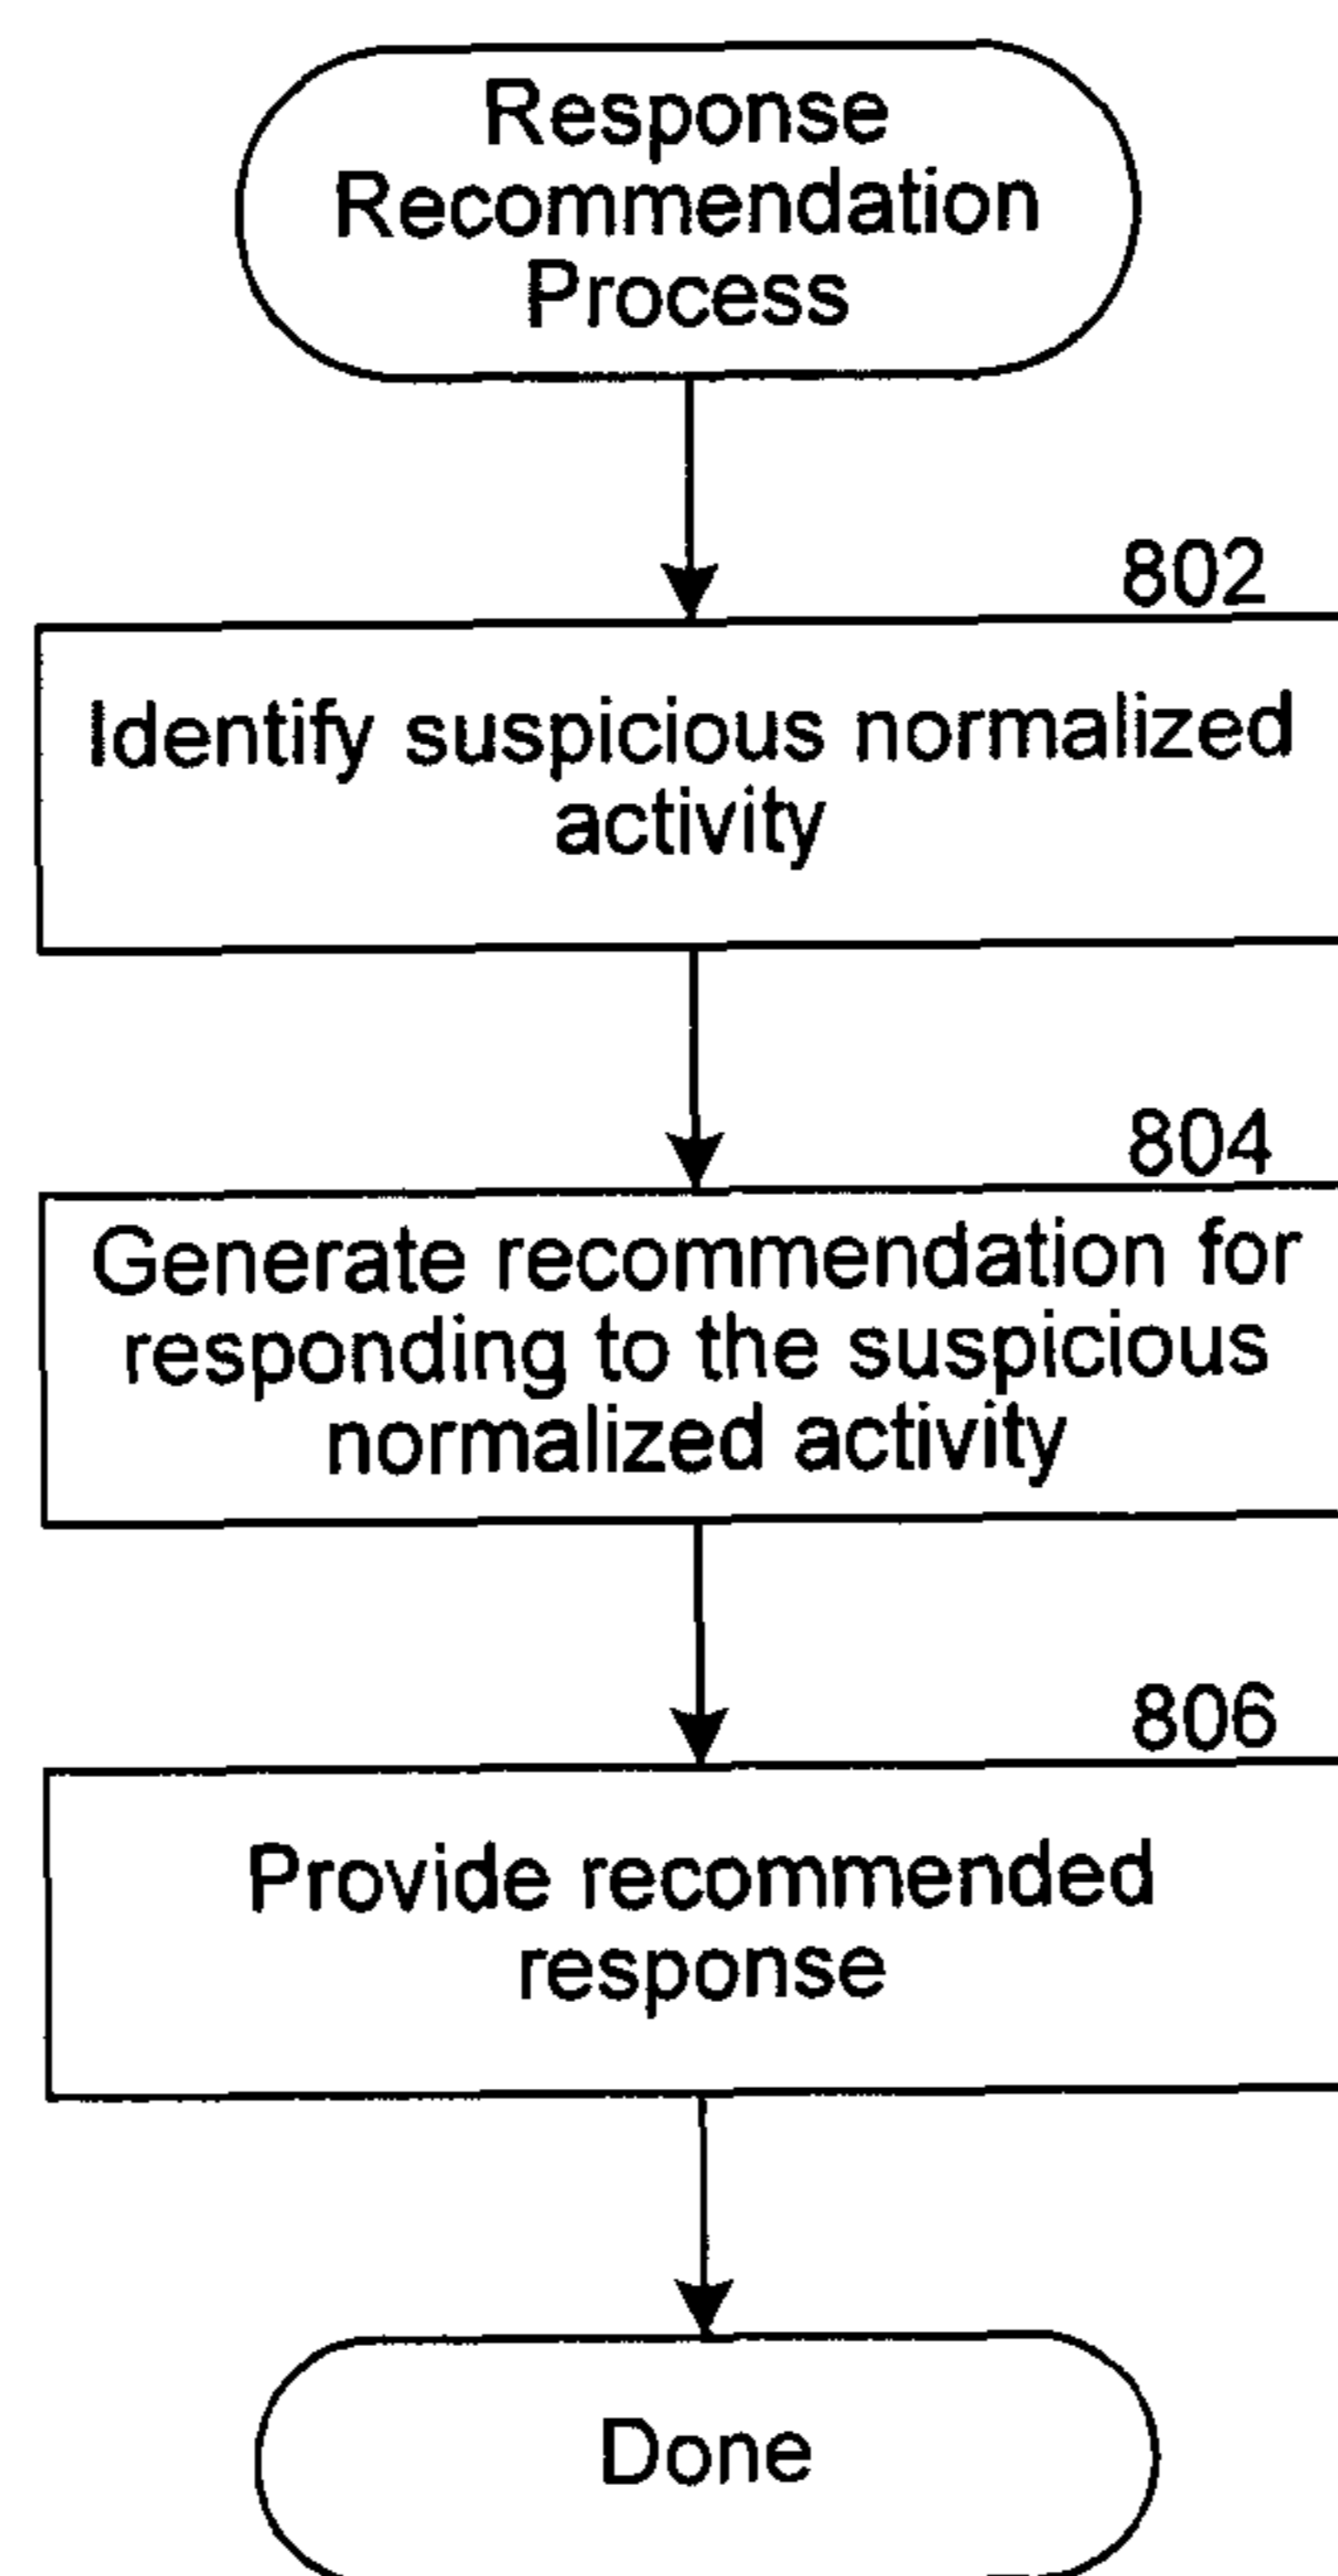 Response
Recommendation
Process
802
Identify suspicious normalized
activity
804
Generate recommendation for
responding to the suspicious
normalized activity
806
Provide recommended
response
Done